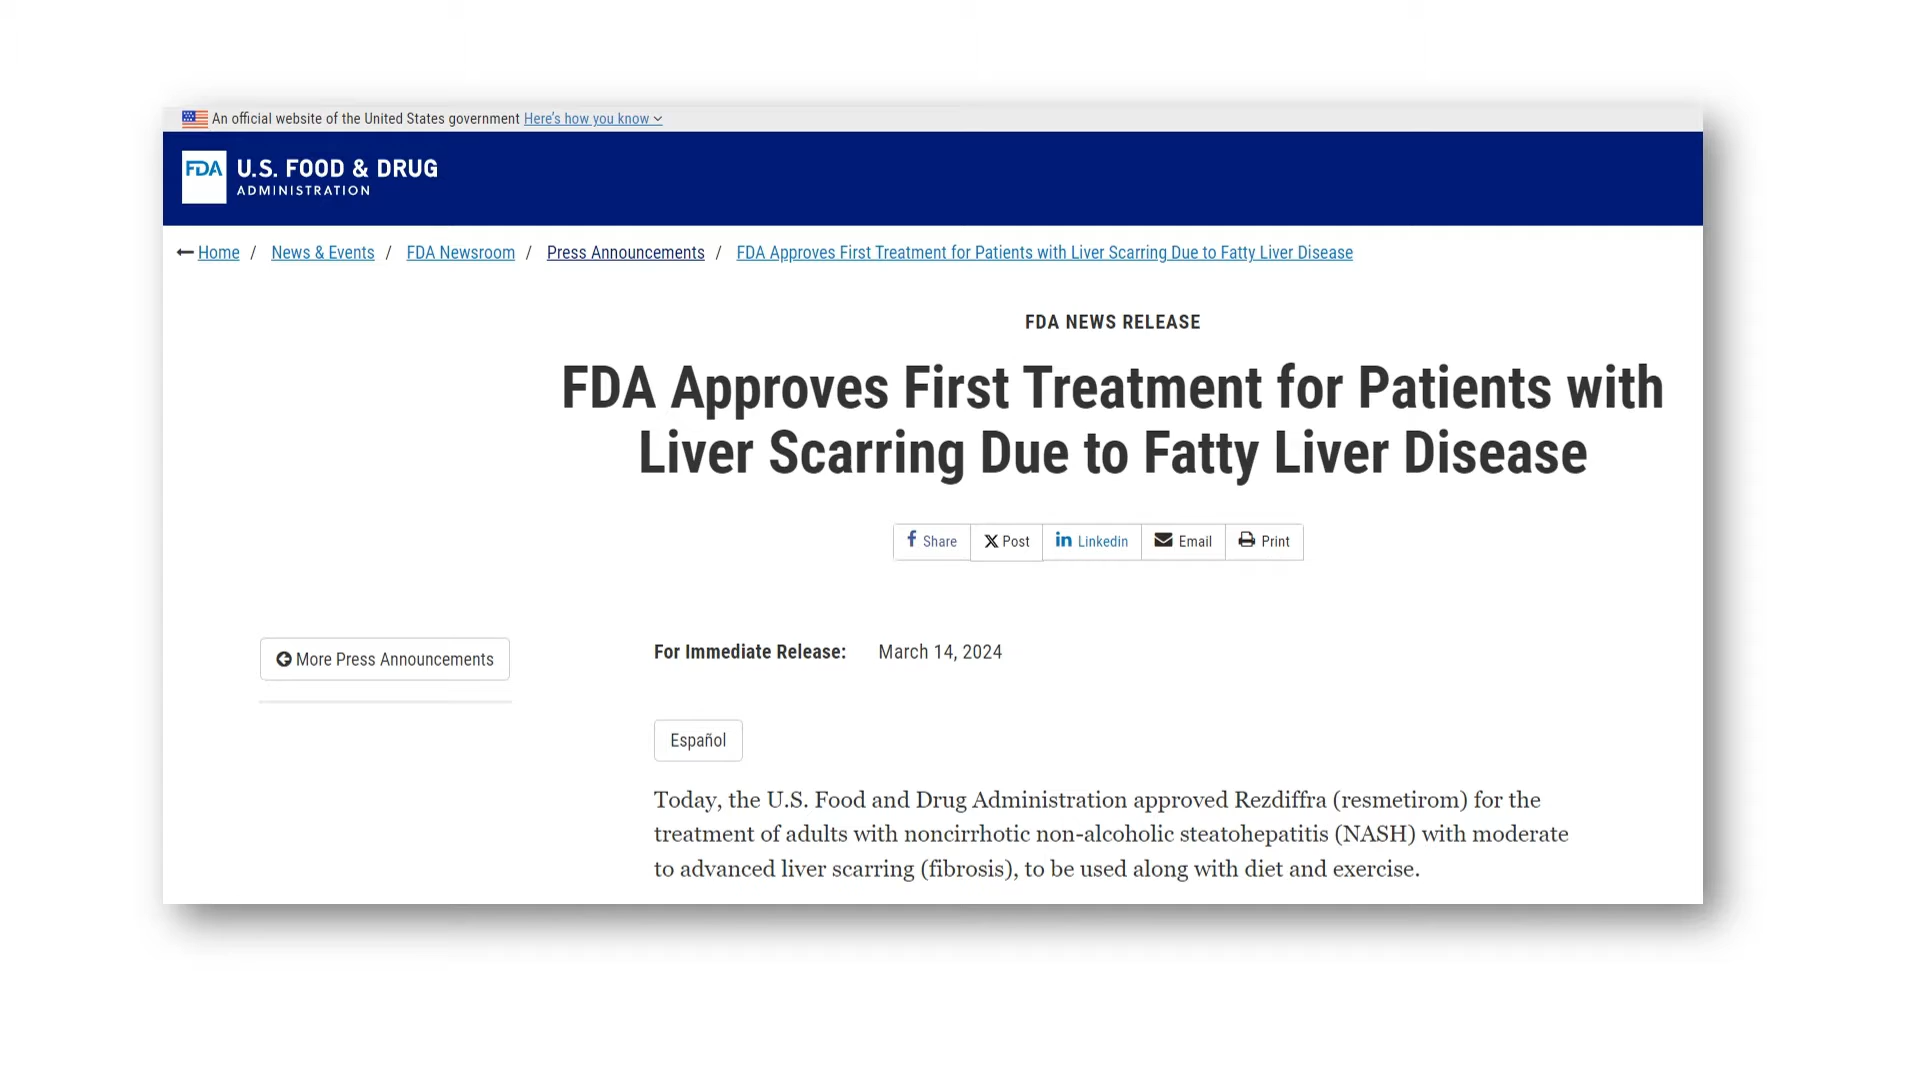 An official website of the United States government Here's how you know
FDA U.S. FOOD & DRUG
ADMINISTRATION
Home / News & Events / FDA Newsroom / Press Announcements / FDA Approves First Treatment for Patients with Liver Scarring Due to Fatty Liver Disease
FDA NEWS RELEASE
FDA Approves First Treatment for Patients with
Liver Scarring Due to Fatty Liver Disease
Share Post Linkedin Email Print
More Press Announcements
For Immediate Release: March 14, 2024
Español
Today, the U.S. Food and Drug Administration approved Rezdiffra (resmetirom) for the
treatment of adults with noncirrhotic non-alcoholic steatohepatitis (NASH) with moderate
to advanced liver scarring (fibrosis), to be used along with diet and exercise.